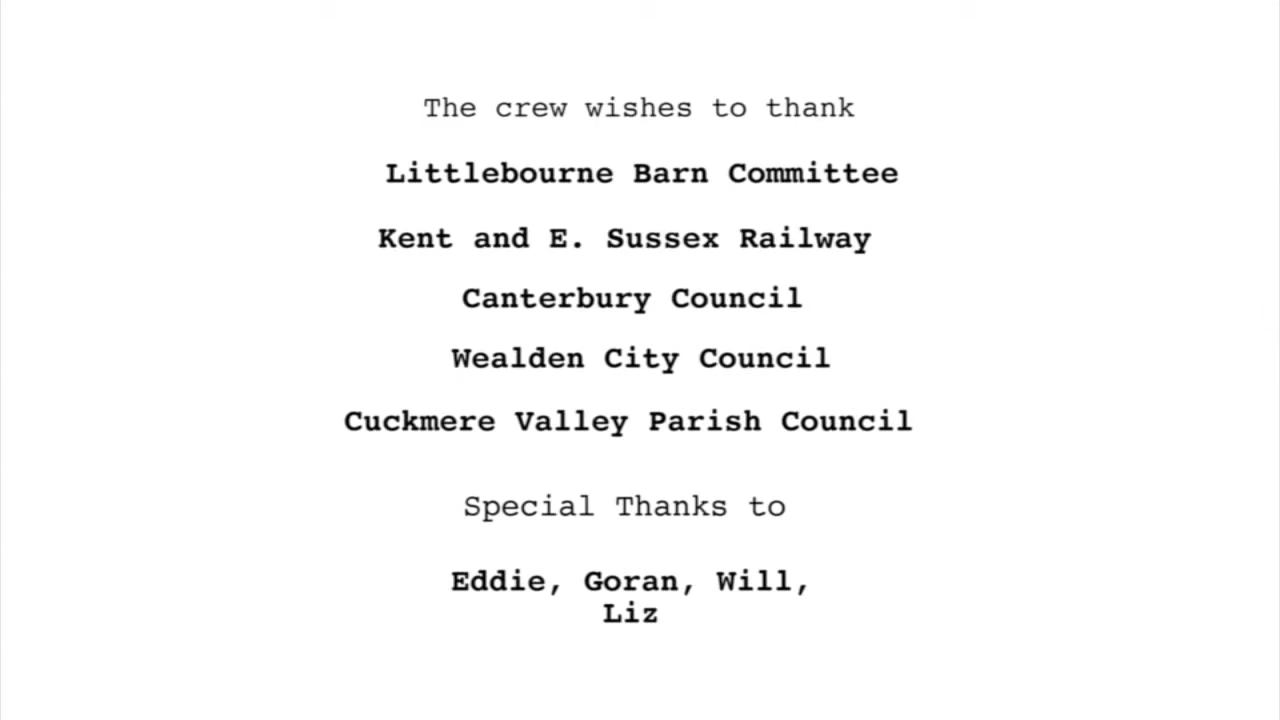 The crew wishes to thank
Littlebourne Barn Committee
Kent and E. Sussex Railway
Canterbury Council
Wealden City Council
Cuckmere Valley Parish Council
Special Thanks to
Eddie, Goran, Will,
Liz